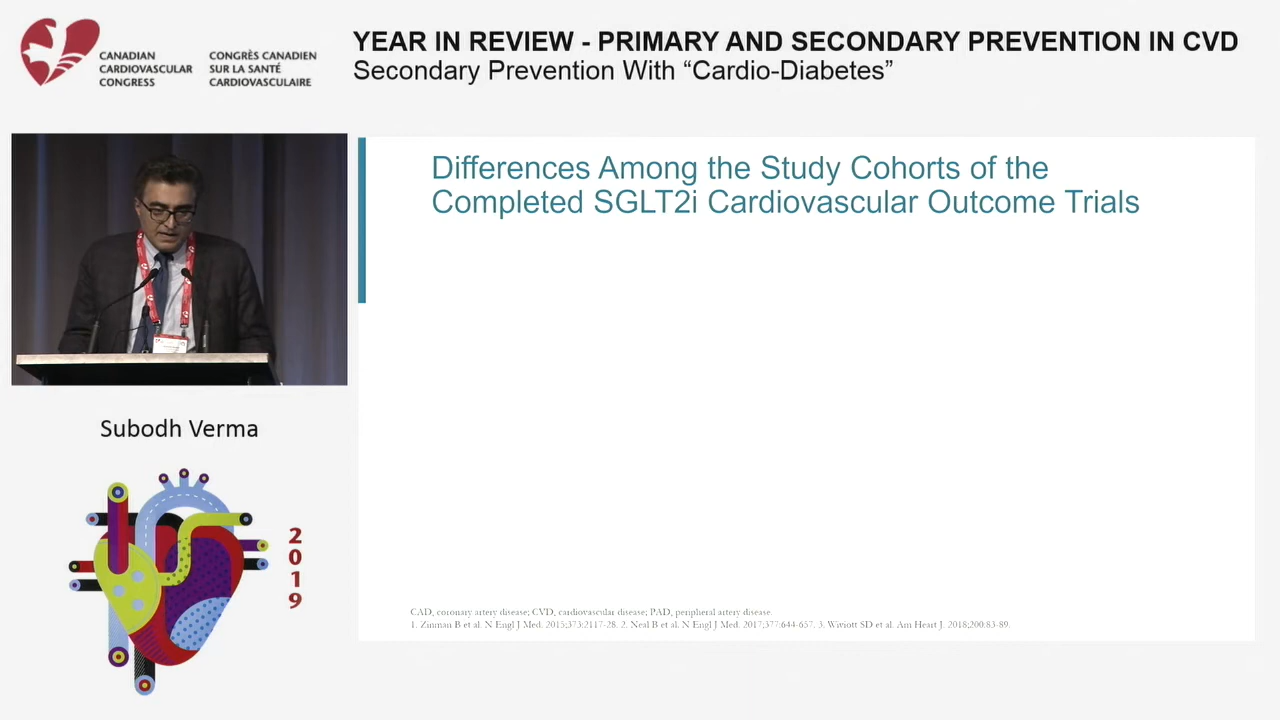 CANADIAN
CARDIOVASCULAR
CONGRESS
CONGRÈS CANADIEN
SUR LA SANTÉ
CARDIOVASCULAIRE
YEAR IN REVIEW - PRIMARY AND SECONDARY PREVENTION IN CVD
Secondary Prevention With “Cardio-Diabetes”
Differences Among the Study Cohorts of the
Completed SGLT2i Cardiovascular Outcome Trials
Subodh Verma
2
0
1
9
CAD, coronary artery disease; CVD, cardiovascular disease; PAD, peripheral artery disease.
1. Zinman B et al. N Engl J Med. 2015;373:2117-28. 2. Neal B et al. N Engl J Med. 2017;377:644-657. 3. Wiviott SD et al. Am Heart J. 2018;200:83-89.